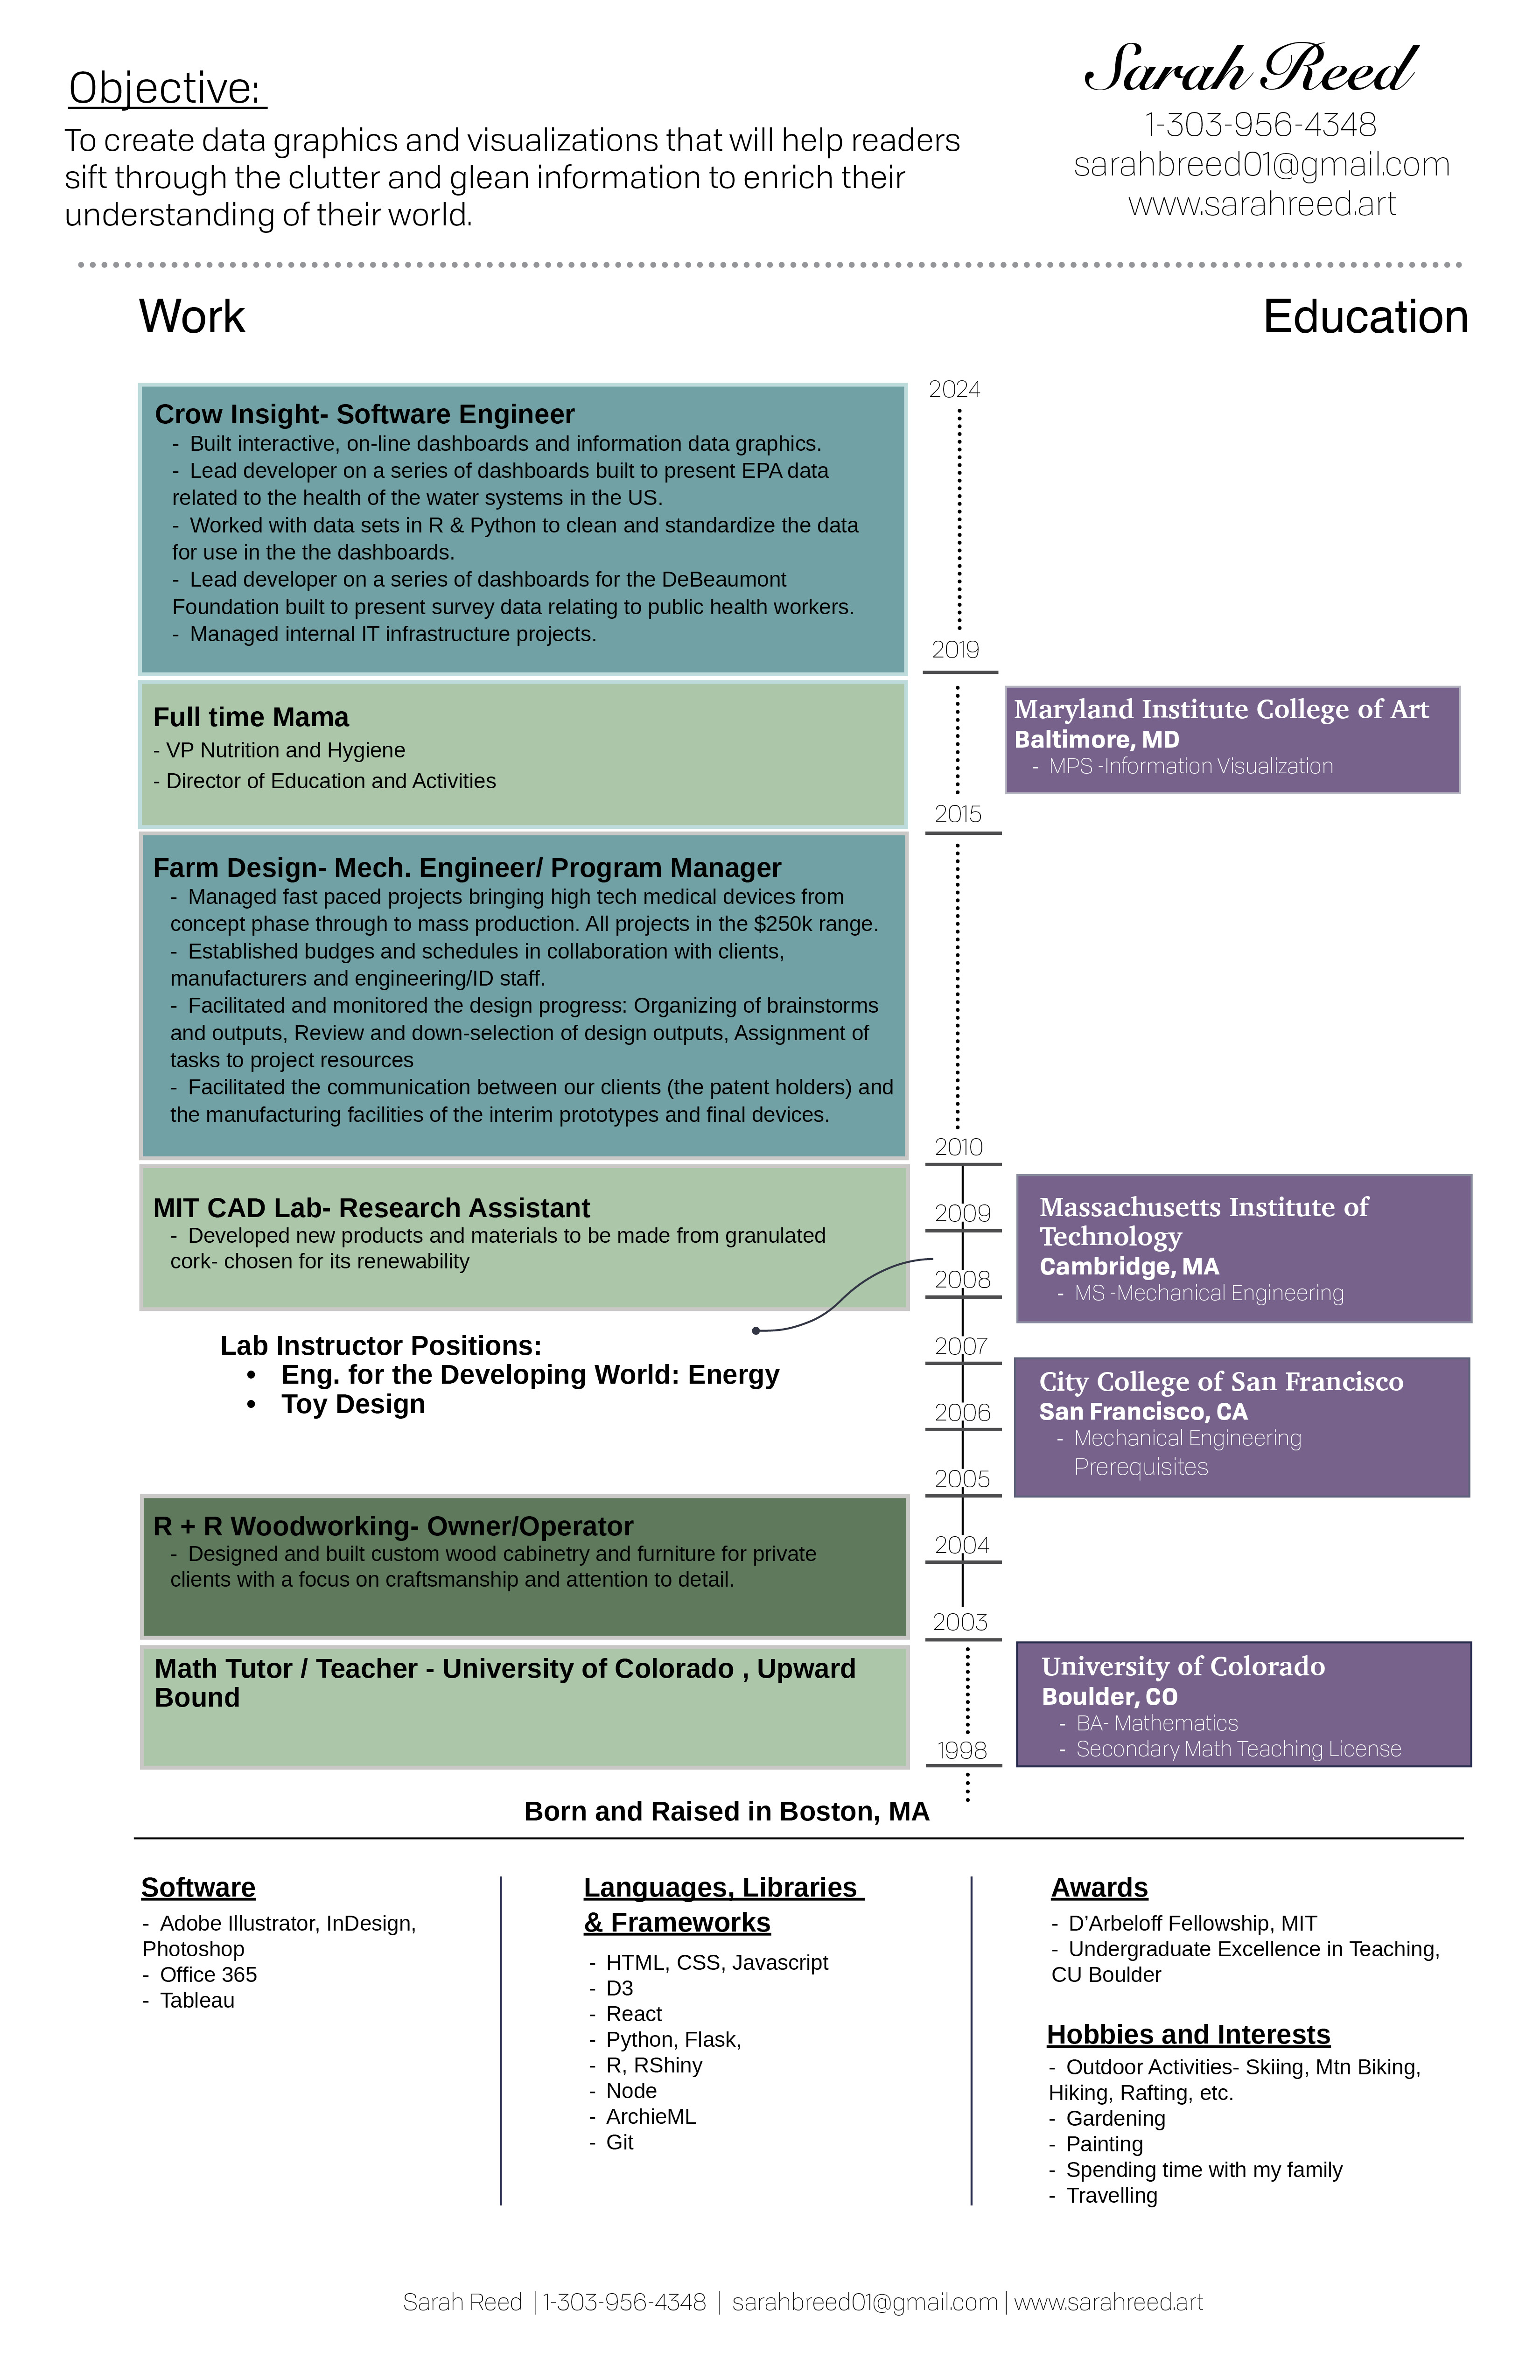 Objective:
To create data graphics and visualizations that will help readers
sift through the clutter and glean information to enrich their
understanding of their world.
Sarah Reed
1-303-956-4348
sarahbreed01@gmail.com
www.sarahreed.art
Work
Education
2024
Crow Insight- Software Engineer
- Built interactive, on-line dashboards and information data graphics.
- Lead developer on a series of dashboards built to present EPA data
related to the health of the water systems in the US.
- Worked with data sets in R & Python to clean and standardize the data
for use in the the dashboards.
- Lead developer on a series of dashboards for the DeBeaumont
Foundation built to present survey data relating to public health workers.
- Managed internal IT infrastructure projects.
2019
Full time Mama
- VP Nutrition and Hygiene
- Director of Education and Activities
Maryland Institute College of Art
Baltimore, MD
- MPS -Information Visualization
2015
Farm Design- Mech. Engineer/ Program Manager
- Managed fast paced projects bringing high tech medical devices from
concept phase through to mass production. All projects in the $250k range.
- Established budges and schedules in collaboration with clients,
manufacturers and engineering/ID staff.
- Facilitated and monitored the design progress: Organizing of brainstorms
and outputs, Review and down-selection of design outputs, Assignment of
tasks to project resources
- Facilitated the communication between our clients (the patent holders) and
the manufacturing facilities of the interim prototypes and final devices.
2010
MIT CAD Lab- Research Assistant
- Developed new products and materials to be made from granulated
cork- chosen for its renewability
2009
2008
Massachusetts Institute of
Technology
Cambridge, MA
- MS -Mechanical Engineering
Lab Instructor Positions:
• Eng. for the Developing World: Energy
• Toy Design
2007
2006
2005
City College of San Francisco
San Francisco, CA
- Mechanical Engineering
Prerequisites
R + R Woodworking- Owner/Operator
- Designed and built custom wood cabinetry and furniture for private
clients with a focus on craftsmanship and attention to detail.
2004
2003
Math Tutor / Teacher - University of Colorado , Upward
Bound
1998
University of Colorado
Boulder, CO
- BA- Mathematics
- Secondary Math Teaching License
Born and Raised in Boston, MA
Software
- Adobe Illustrator, InDesign,
Photoshop
- Office 365
- Tableau
Languages, Libraries
& Frameworks
- HTML, CSS, Javascript
- D3
- React
- Python, Flask,
- R, RShiny
- Node
- ArchieML
- Git
Awards
- D’Arbeloff Fellowship, MIT
- Undergraduate Excellence in Teaching,
CU Boulder
Hobbies and Interests
- Outdoor Activities- Skiing, Mtn Biking,
Hiking, Rafting, etc.
- Gardening
- Painting
- Spending time with my family
- Travelling
Sarah Reed | 1-303-956-4348 | sarahbreed01@gmail.com | www.sarahreed.art